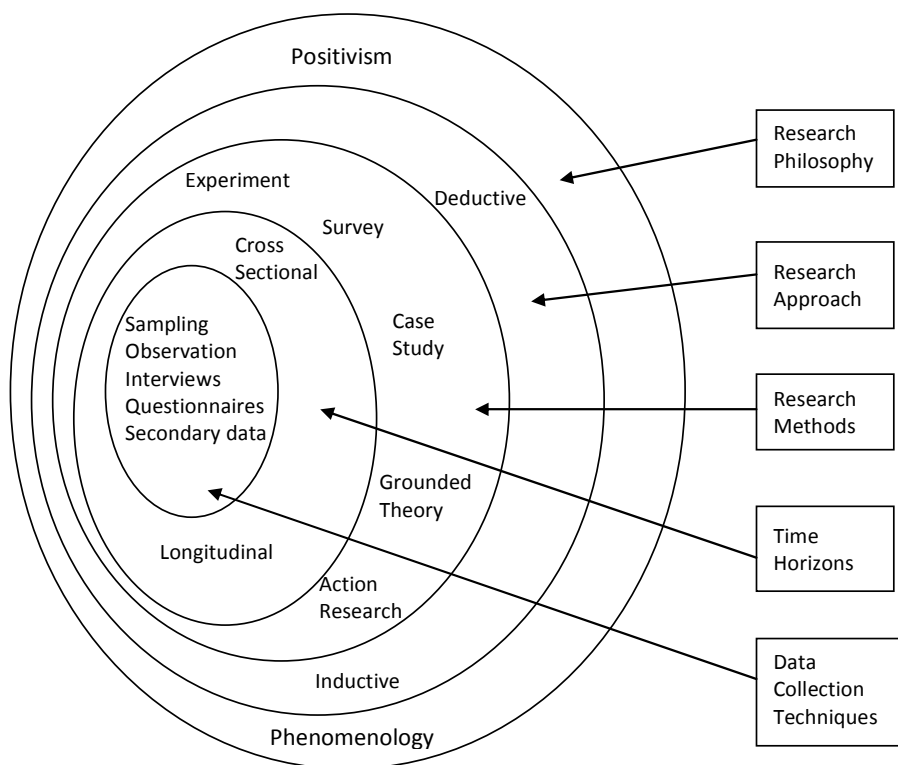 Positivism
Research
Philosophy
Experiment
Deductive
Survey
Cross
Sectional
Research
Approach
Sampling
Observation
Interviews
Questionnaires
Secondary data
Case
Study
Research
Methods
Grounded
Theory
Time
Horizons
Longitudinal
Action
Research
Data
Collection
Techniques
Inductive
Phenomenology